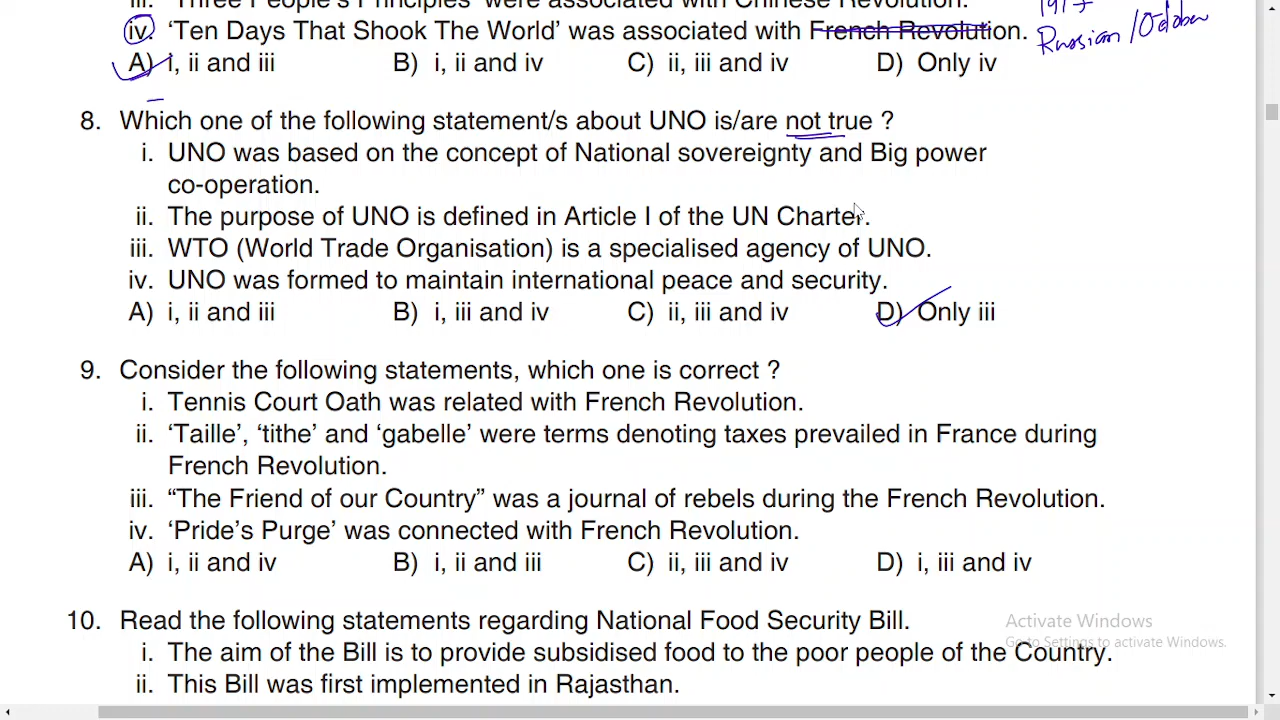 iii. ‘Three People’s Principles’ were associated with Chinese Revolution.
1917
iv. ‘Ten Days That Shook The World’ was associated with French Revolution.
Russian / October
A) i, ii and iii B) i, ii and iv C) ii, iii and iv D) Only iv
8. Which one of the following statement/s about UNO is/are not true ?
i. UNO was based on the concept of National sovereignty and Big power
co-operation.
ii. The purpose of UNO is defined in Article I of the UN Charter.
iii. WTO (World Trade Organisation) is a specialised agency of UNO.
iv. UNO was formed to maintain international peace and security.
A) i, ii and iii B) i, iii and iv C) ii, iii and iv D) Only iii
9. Consider the following statements, which one is correct ?
i. Tennis Court Oath was related with French Revolution.
ii. ‘Taille’, ‘tithe’ and ‘gabelle’ were terms denoting taxes prevailed in France during
French Revolution.
iii. “The Friend of our Country” was a journal of rebels during the French Revolution.
iv. ‘Pride’s Purge’ was connected with French Revolution.
A) i, ii and iv B) i, ii and iii C) ii, iii and iv D) i, iii and iv
10. Read the following statements regarding National Food Security Bill.
Activate Windows
Go to Settings to activate Windows.
i. The aim of the Bill is to provide subsidised food to the poor people of the Country.
ii. This Bill was first implemented in Rajasthan.